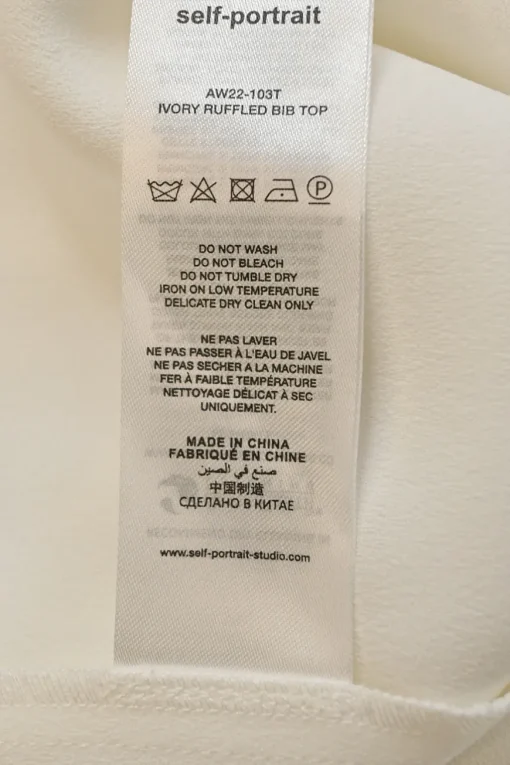 self-portrait
AW22-103T
IVORY RUFFLED BIB TOP
P
DO NOT WASH
DO NOT BLEACH
DO NOT TUMBLE DRY
IRON ON LOW TEMPERATURE
DELICATE DRY CLEAN ONLY
NE PAS LAVER
NE PAS PASSER À L'EAU DE JAVEL
NE PAS SECHER A LA MACHINE
FER À FAIBLE TEMPÉRATURE
NETTOYAGE DÉLICAT À SEC
UNIQUEMENT.
MADE IN CHINA
FABRIQUÉ EN CHINE
صنع في الصين
中国制造
СДЕЛАНО В КИТАЕ
www.self-portrait-studio.com